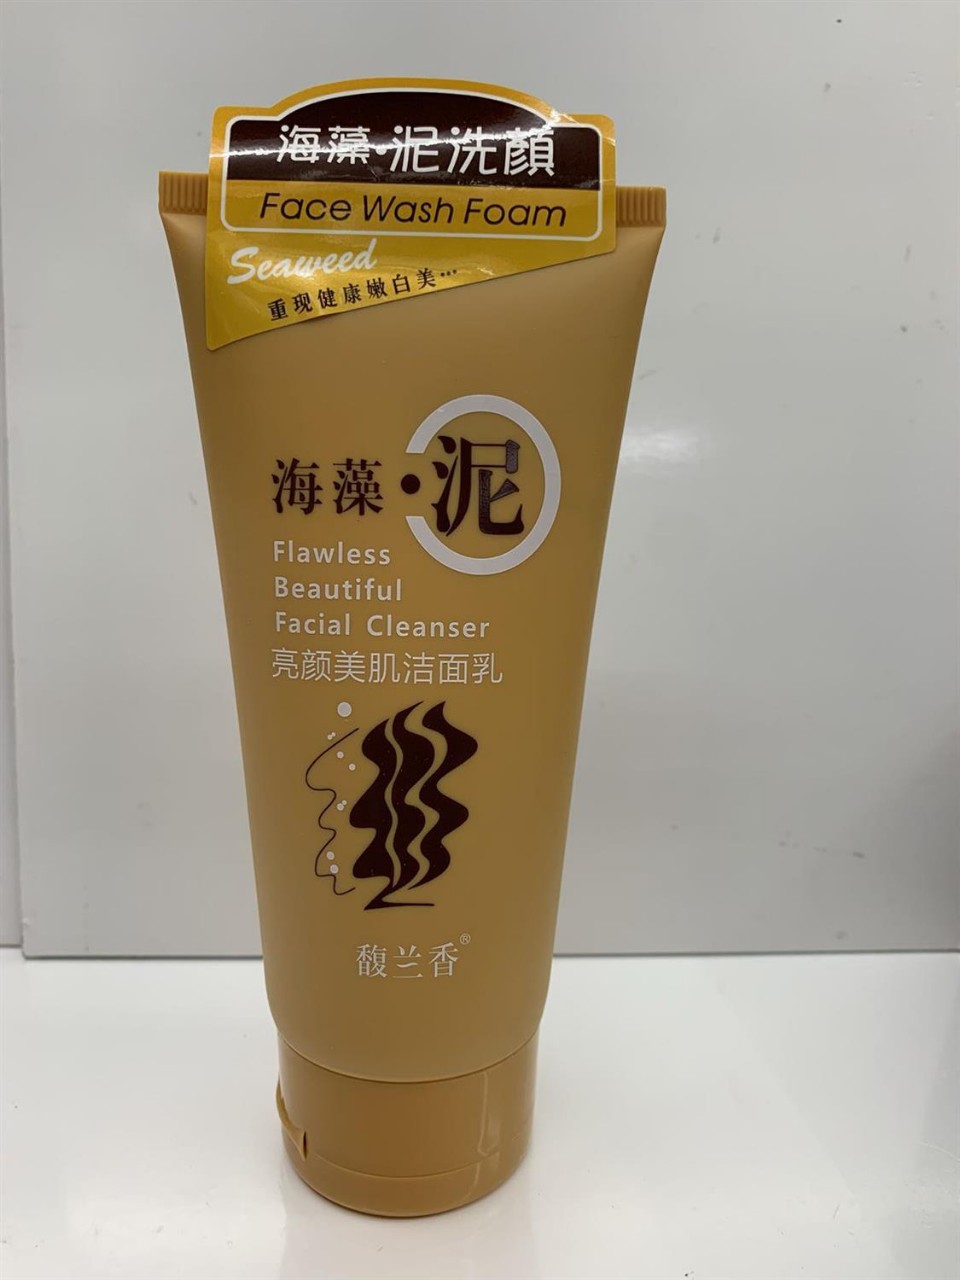 海藻·泥洗顏
Face Wash Foam
Seaweed
重现健康嫩白美…
海藻·泥
Flawless
Beautiful
Facial Cleanser
亮颜美肌洁面乳
馥兰香®